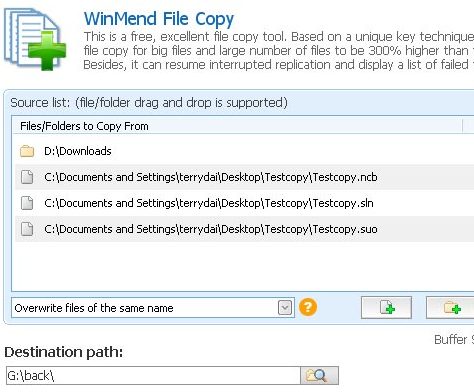 WinMend File Copy
This is a free, excellent file copy tool. Based on a unique key technique
file copy for big files and large number of files to be 300% higher than
Besides, it can resume interrupted replication and display a list of failed
Source list: (file/folder drag and drop is supported)
Files/Folders to Copy From
D:\Downloads
C:\Documents and Settings\terrydai\Desktop\Testcopy\Testcopy.ncb
C:\Documents and Settings\terrydai\Desktop\Testcopy\Testcopy.sln
C:\Documents and Settings\terrydai\Desktop\Testcopy\Testcopy.suo
Overwrite files of the same name
?
Buffer
Destination path:
G:\back\